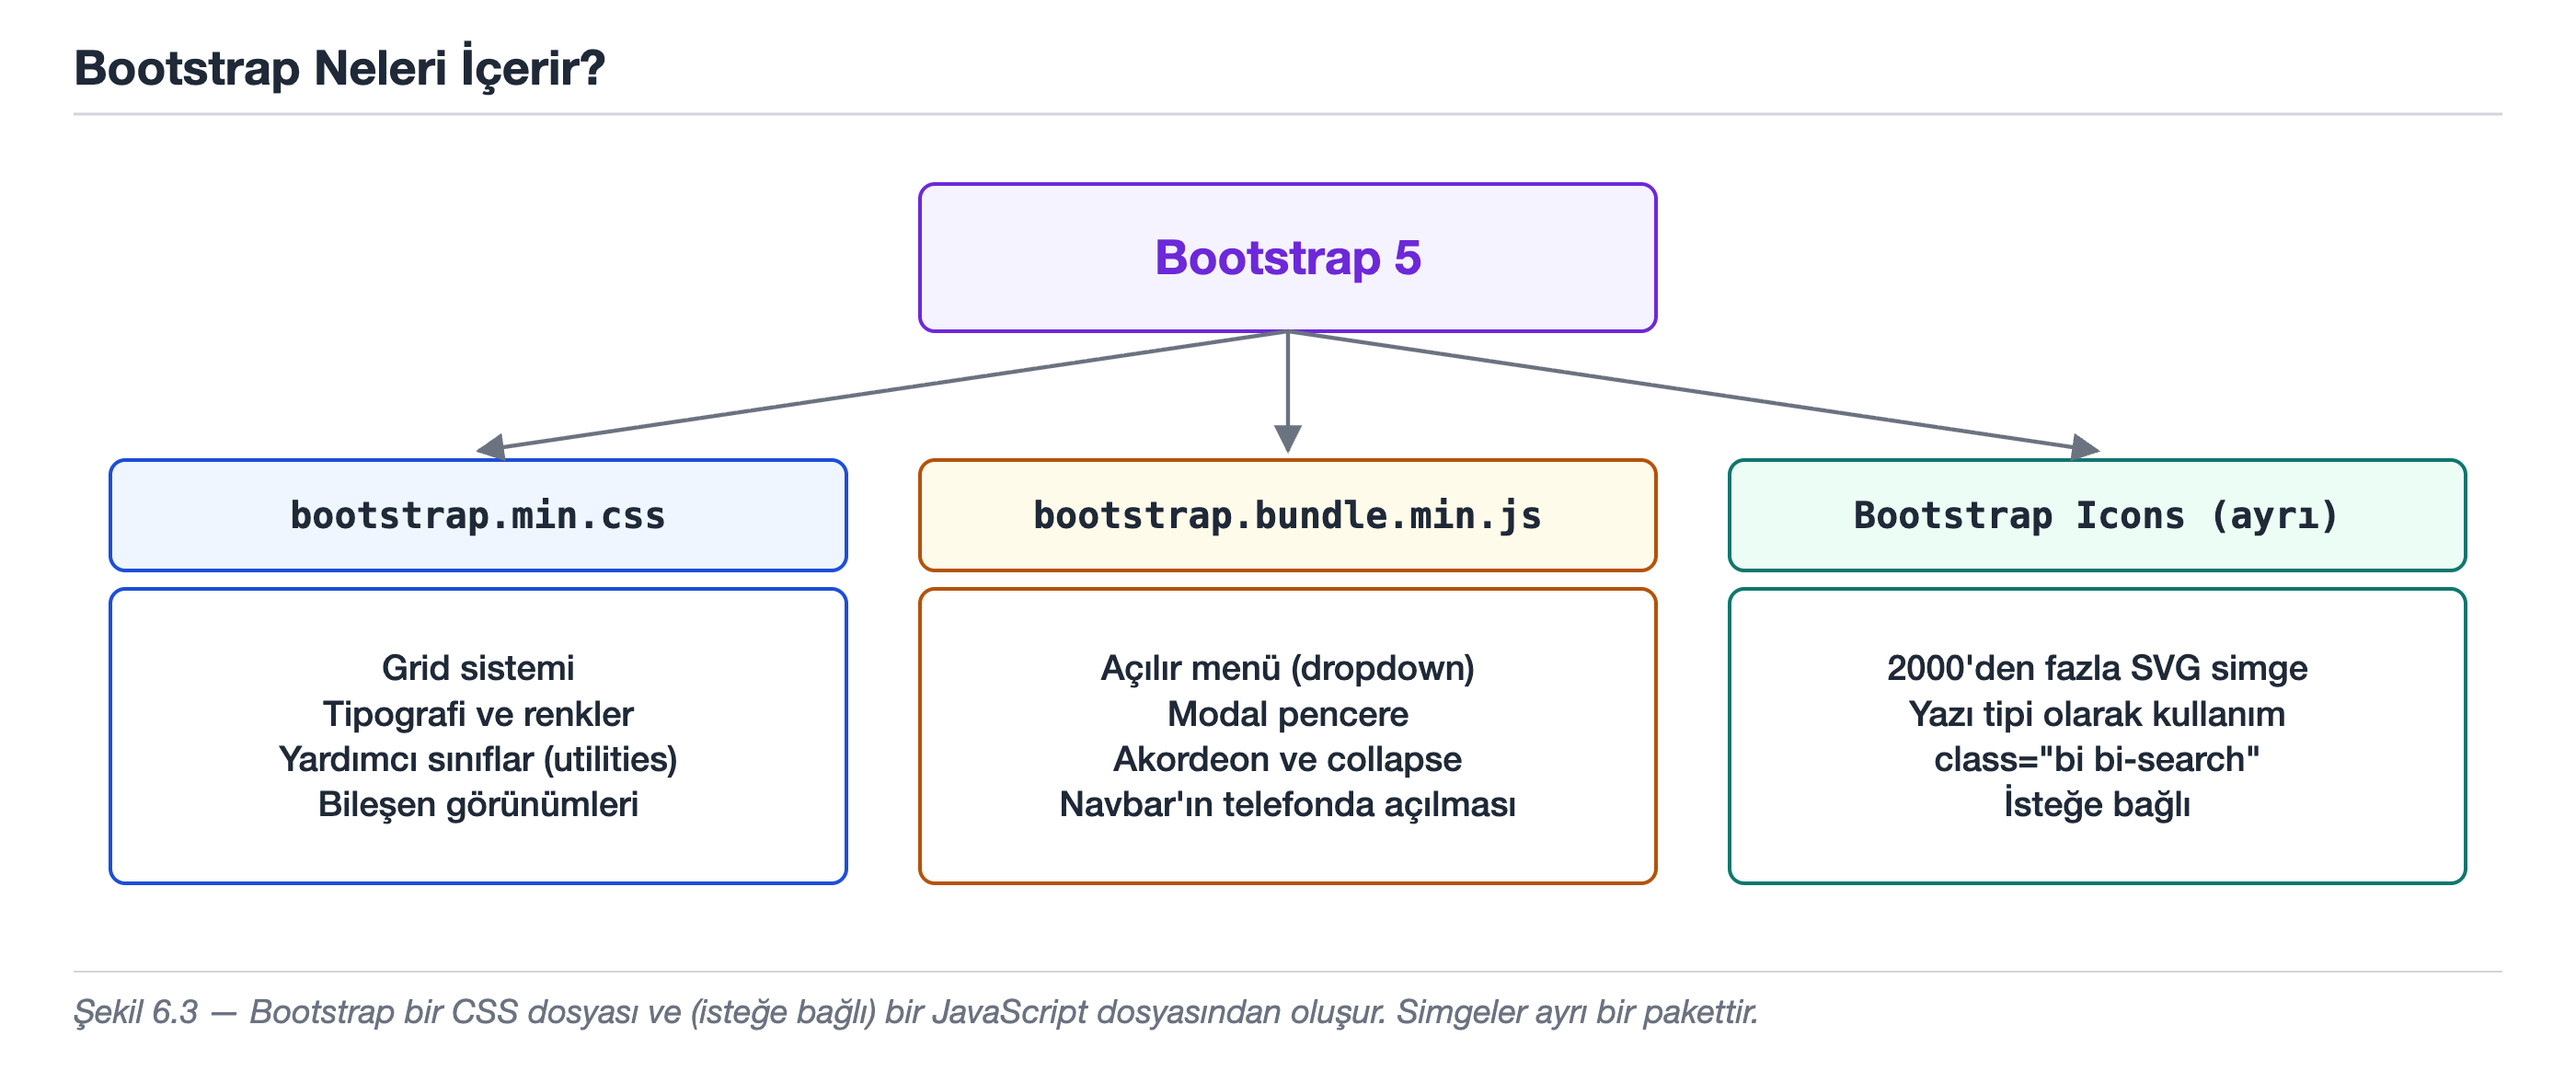 Bootstrap Neleri İçerir?
Bootstrap 5
bootstrap.min.css
bootstrap.bundle.min.js
Bootstrap Icons (ayrı)
Grid sistemi
Tipografi ve renkler
Yardımcı sınıflar (utilities)
Bileşen görünümleri
Açılır menü (dropdown)
Modal pencere
Akordeon ve collapse
Navbar'ın telefonda açılması
2000'den fazla SVG simge
Yazı tipi olarak kullanım
class="bi bi-search"
İsteğe bağlı
Şekil 6.3 — Bootstrap bir CSS dosyası ve (isteğe bağlı) bir JavaScript dosyasından oluşur. Simgeler ayrı bir pakettir.